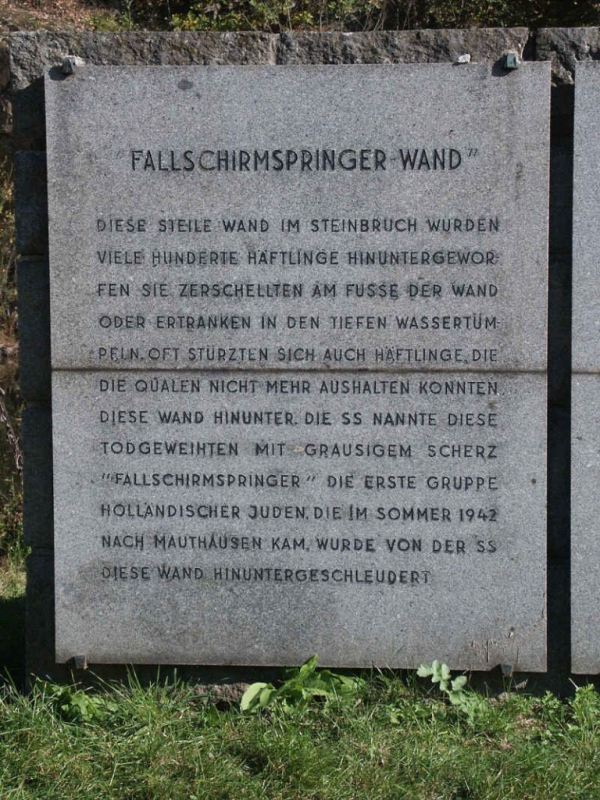 "FALLSCHIRMSPRINGER-WAND"
DIESE STEILE WAND IM STEINBRUCH WURDEN
VIELE HUNDERTE HÄFTLINGE HINUNTERGEWOR-
FEN SIE ZERSCHELLTEN AM FUSSE DER WAND
ODER ERTRANKEN IN DEN TIEFEN WASSERTÜM-
PELN. OFT STÜRZTEN SICH AUCH HÄFTLINGE, DIE
DIE QUALEN NICHT MEHR AUSHALTEN KONNTEN
DIESE WAND HINUNTER. DIE SS NANNTE DIESE
TODGEWEIHTEN MIT GRAUSIGEM SCHERZ
"FALLSCHIRMSPRINGER" DIE ERSTE GRUPPE
HOLLÄNDISCHER JUDEN, DIE IM SOMMER 1942
NACH MAUTHAUSEN KAM, WURDE VON DER SS
DIESE WAND HINUNTERGESCHLEUDERT